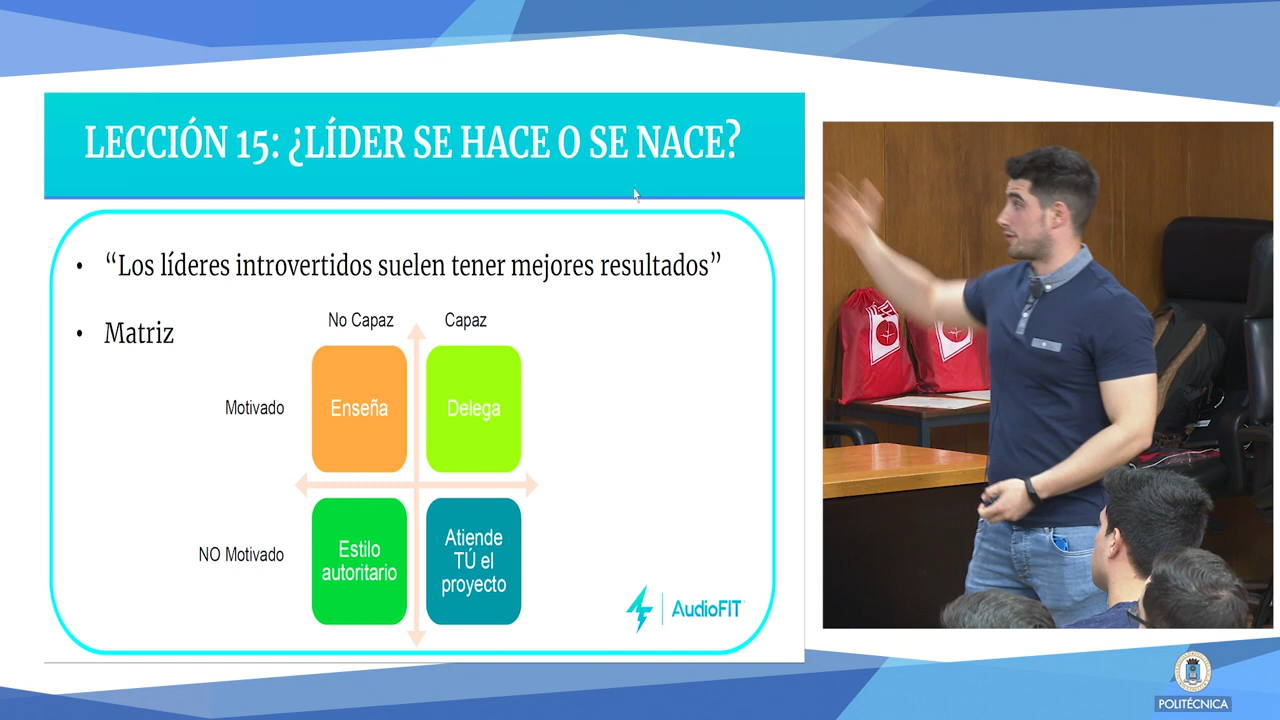 LECCIÓN 15: ¿LÍDER SE HACE O SE NACE?
• “Los líderes introvertidos suelen tener mejores resultados”
• Matriz
No Capaz Capaz
Motivado
Enseña
Delega
NO Motivado
Estilo
autoritario
Atiende
TÚ el
proyecto
AudioFIT
POLITÉCNICA